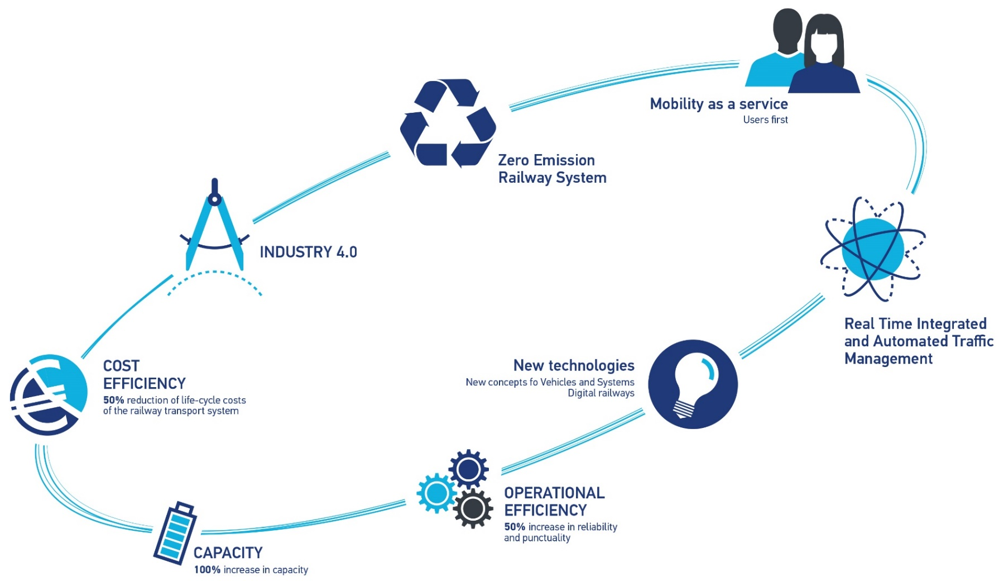 Mobility as a service
Users first
Zero Emission
Railway System
INDUSTRY 4.0
Real Time Integrated
and Automated Traffic
Management
New technologies
New concepts fo Vehicles and Systems
Digital railways
COST
EFFICIENCY
50% reduction of life-cycle costs
of the railway transport system
OPERATIONAL
EFFICIENCY
50% increase in reliability
and punctuality
CAPACITY
100% increase in capacity